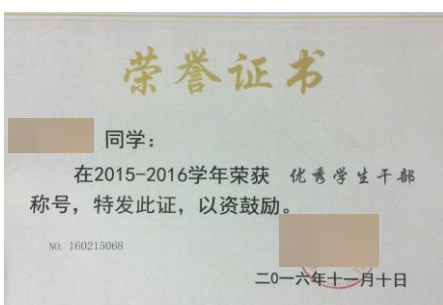 荣誉证书
同学：
在2015-2016学年荣获 优秀学生干部
称号，特发此证，以资鼓励。
NO. 160215068
二0一六年十一月十日